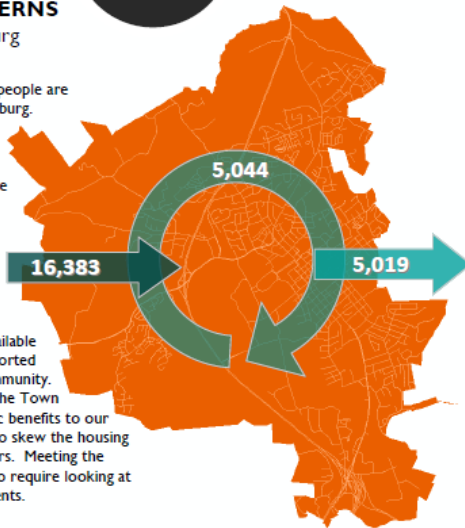 ERNS
urg
people are
burg.
e
5,044
16,383
5,019
ailable
orted
mmunity.
he Town
c benefits to our
o skew the housing
rs. Meeting the
o require looking at
ents.